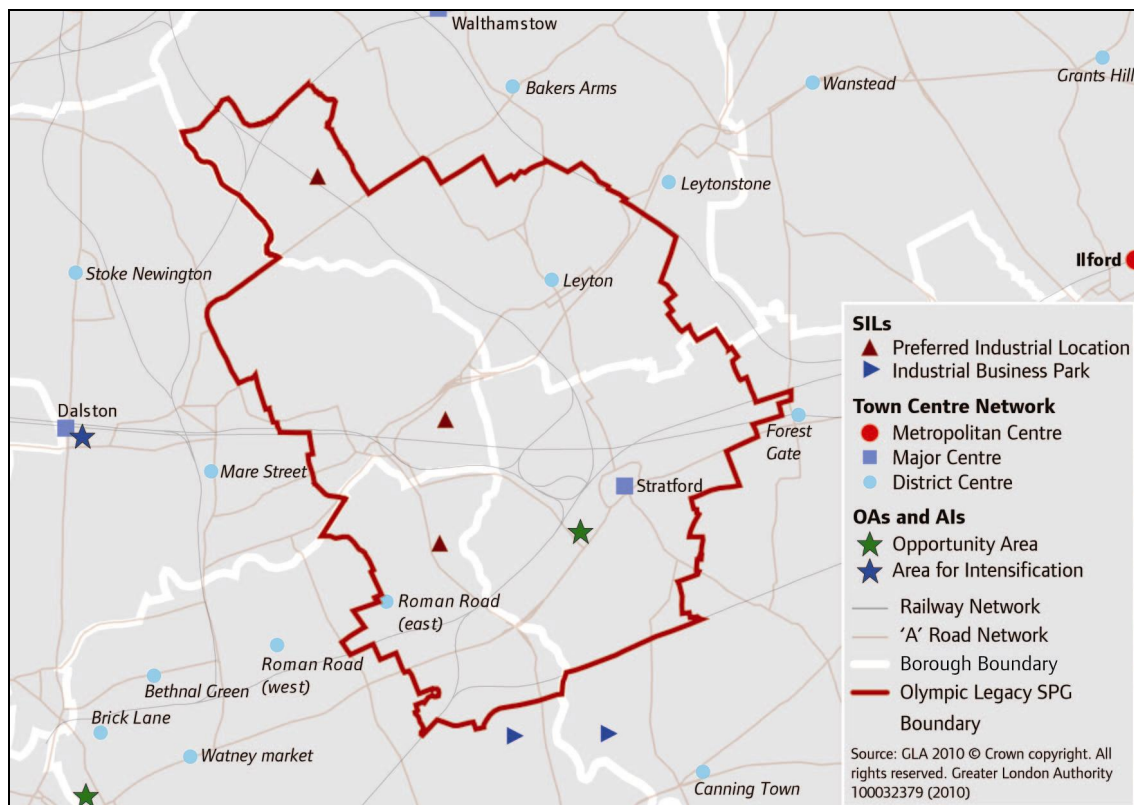 Walthamstow
Bakers Arms
Wanstead
Grants Hill
Leytonstone
Stoke Newington
Leyton
Ilford
Dalston
Mare Street
Forest
Gate
Stratford
Roman Road
(east)
Roman Road
(west)
Bethnal Green
Brick Lane
Watney market
Canning Town
SILs
Preferred Industrial Location
Industrial Business Park
Town Centre Network
Metropolitan Centre
Major Centre
District Centre
OAs and AIs
Opportunity Area
Area for Intensification
Railway Network
‘A’ Road Network
Borough Boundary
Olympic Legacy SPG
Boundary
Source: GLA 2010 © Crown copyright. All
rights reserved. Greater London Authority
100032379 (2010)